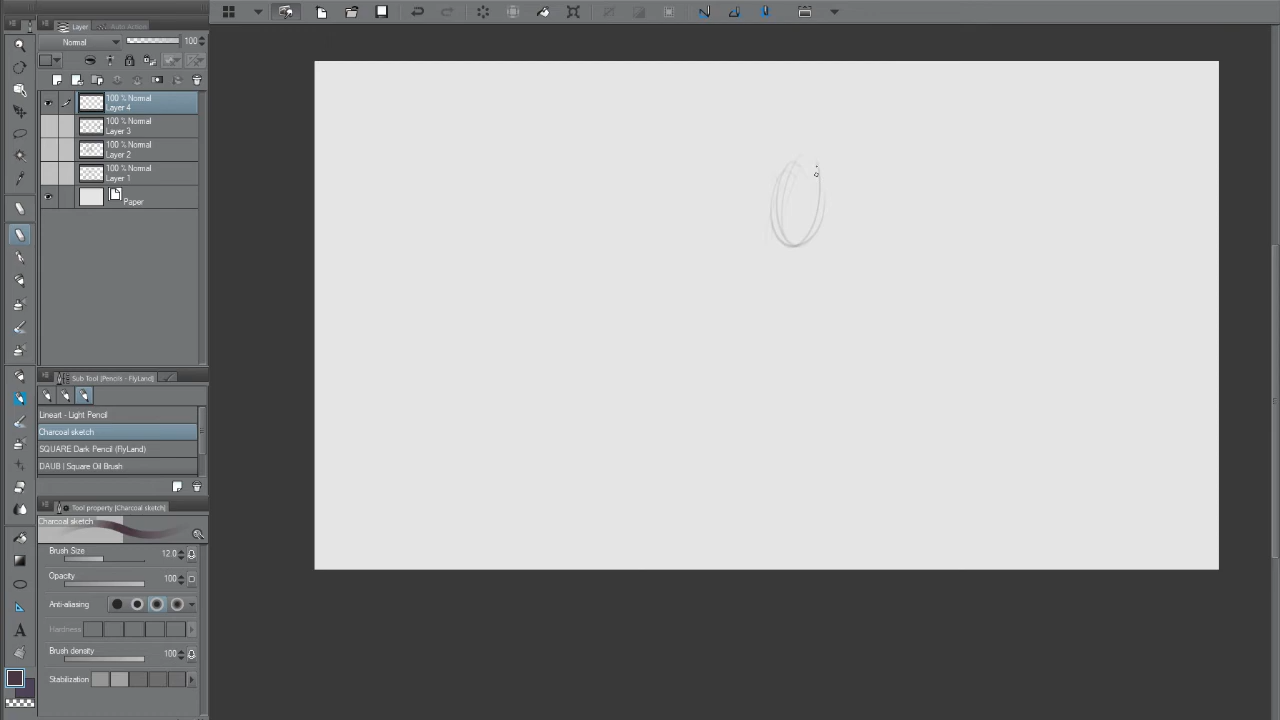 Layer
Auto Action
Normal
100
100 % Normal
Layer 4
100 % Normal
Layer 3
100 % Normal
Layer 2
100 % Normal
Layer 1
Paper
Sub Tool [Pencils - FlyLand]
Lineart - Light Pencil
Charcoal sketch
SQUARE Dark Pencil (FlyLand)
DAUB | Square Oil Brush
Tool property [Charcoal sketch]
Charcoal sketch
Brush Size
12.0
Opacity
100
Anti-aliasing
Hardness
Brush density
100
Stabilization
A